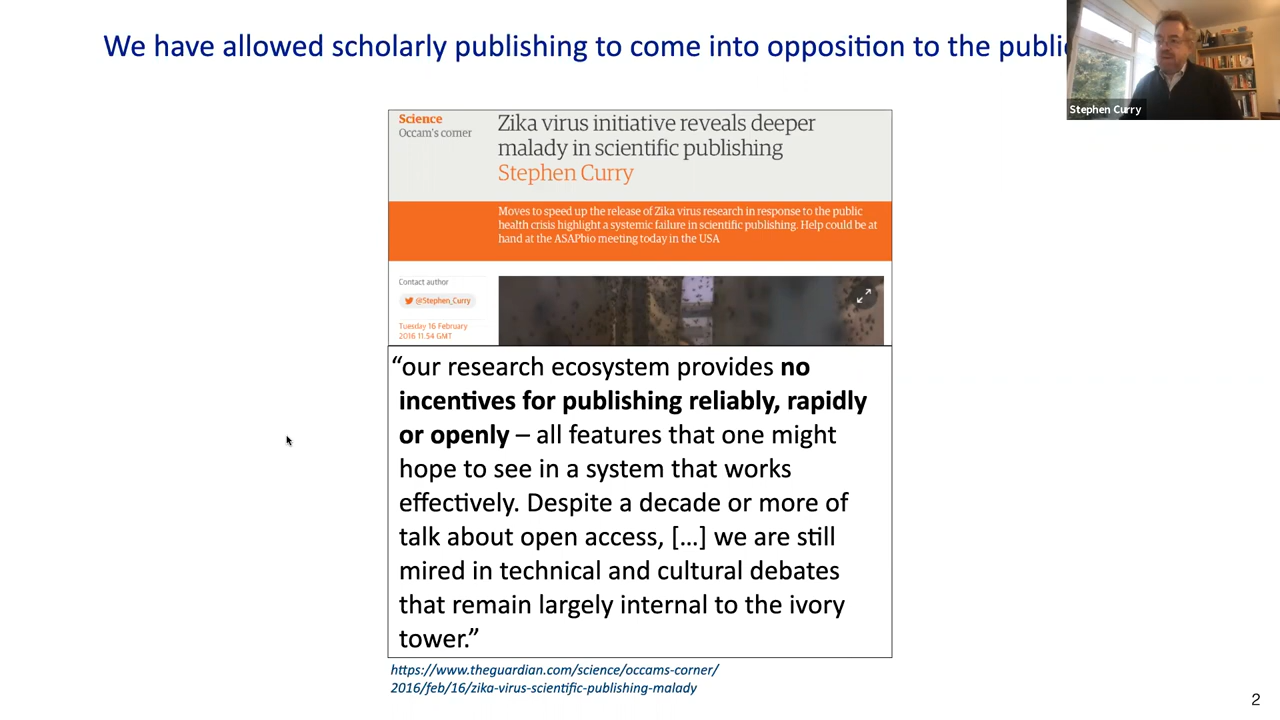 We have allowed scholarly publishing to come into opposition to the public
Stephen Curry
Science
Occam's corner
Zika virus initiative reveals deeper
malady in scientific publishing
Stephen Curry
Moves to speed up the release of Zika virus research in response to the public
health crisis highlight a systemic failure in scientific publishing. Help could be at
hand at the ASAPbio meeting today in the USA
Contact author
@Stephen_Curry
Tuesday 16 February
2016 11.54 GMT
“our research ecosystem provides no
incentives for publishing reliably, rapidly
or openly – all features that one might
hope to see in a system that works
effectively. Despite a decade or more of
talk about open access, [...] we are still
mired in technical and cultural debates
that remain largely internal to the ivory
tower.”
https://www.theguardian.com/science/occams-corner/
2016/feb/16/zika-virus-scientific-publishing-malady
2